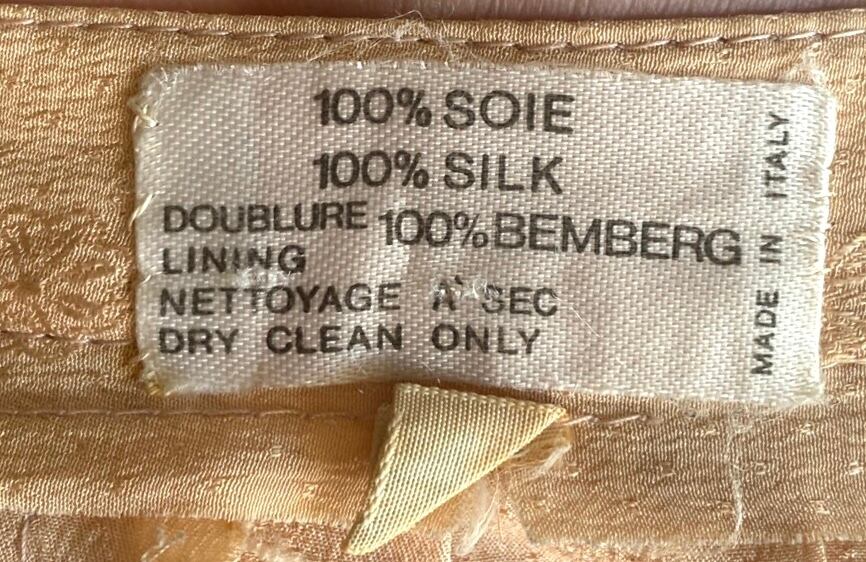 100% SOIE
100% SILK
DOUBLURE 100% BEMBERG
LINING
NETTOYAGE À SEC
DRY CLEAN ONLY
MADE IN ITALY